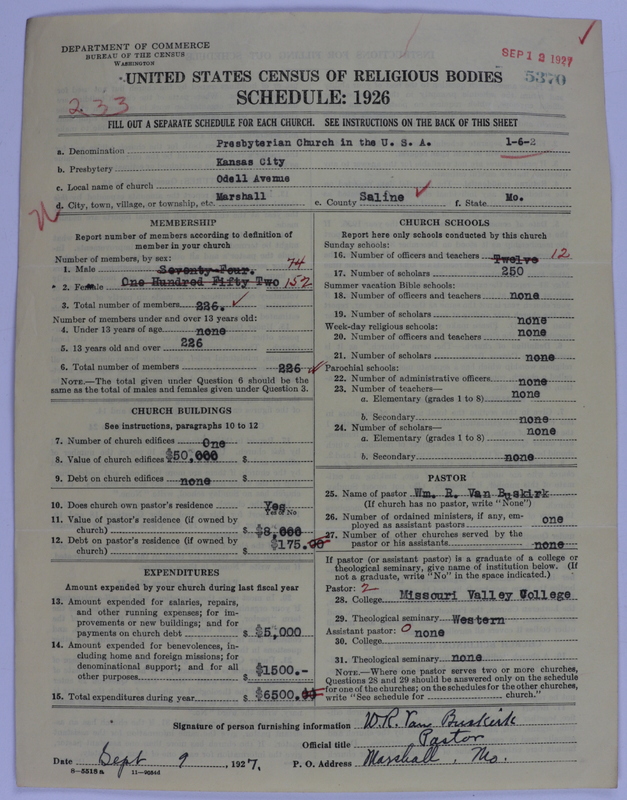 DEPARTMENT OF COMMERCE
BUREAU OF THE CENSUS
WASHINGTON
SEP 12 1927
5370
UNITED STATES CENSUS OF RELIGIOUS BODIES
SCHEDULE: 1926
233
FILL OUT A SEPARATE SCHEDULE FOR EACH CHURCH. SEE INSTRUCTIONS ON THE BACK OF THIS SHEET
a. Denomination Presbyterian Church in the U. S. A. 1-6-2
b. Presbytery Kansas City
c. Local name of church Odell Avenue
d. City, town, village, or township, etc. Marshall e. County Saline f. State Mo.
MEMBERSHIP
Report number of members according to definition of
member in your church
Number of members, by sex:
1. Male Seventy-Four. 74
2. Female One Hundred Fifty Two 152
3. Total number of members 226.
Number of members under and over 13 years old:
4. Under 13 years of age none
5. 13 years old and over 226
6. Total number of members 226
NOTE.—The total given under Question 6 should be the
same as the total of males and females given under Question 3.
CHURCH BUILDINGS
See instructions, paragraphs 10 to 12
7. Number of church edifices One
8. Value of church edifices $50,000 $
9. Debt on church edifices none $
10. Does church own pastor's residence Yes
Yes or No
11. Value of pastor's residence (if owned by
church) $ $8,000
12. Debt on pastor's residence (if owned by
church) $ $175.00
EXPENDITURES
Amount expended by your church during last fiscal year
13. Amount expended for salaries, repairs,
and other running expenses; for im-
provements or new buildings; and for
payments on church debt $ $5,000
14. Amount expended for benevolences, in-
cluding home and foreign missions; for
denominational support; and for all
other purposes $ $1500.-
15. Total expenditures during year $ $6500.00
CHURCH SCHOOLS
Report here only schools conducted by this church
Sunday schools:
16. Number of officers and teachers Twelve 12
17. Number of scholars 250
Summer vacation Bible schools:
18. Number of officers and teachers none
19. Number of scholars none
Week-day religious schools:
20. Number of officers and teachers none
21. Number of scholars none
Parochial schools:
22. Number of administrative officers none
23. Number of teachers—
a. Elementary (grades 1 to 8) none
b. Secondary none
24. Number of scholars—
a. Elementary (grades 1 to 8) none
b. Secondary none
PASTOR
25. Name of pastor Wm. R. Van Buskirk
(If church has no pastor, write "None")
26. Number of ordained ministers, if any, em-
ployed as assistant pastors one
27. Number of other churches served by the
pastor or his assistants none
If pastor (or assistant pastor) is a graduate of a college or
theological seminary, give name of institution below. (If
not a graduate, write "No" in the space indicated.)
Pastor: 2
28. College Missouri Valley College
29. Theological seminary Western
Assistant pastor: 0 none
30. College
31. Theological seminary none
NOTE.—Where one pastor serves two or more churches,
Questions 28 and 29 should be answered only on the schedule
for one of the churches; on the schedules for the other churches,
write "See schedule for church."
Signature of person furnishing information W.R. Van Buskirk
Official title Pastor
Date Sept 9, 1927. P. O. Address Marshall, Mo.
8-5518a 11-9054d